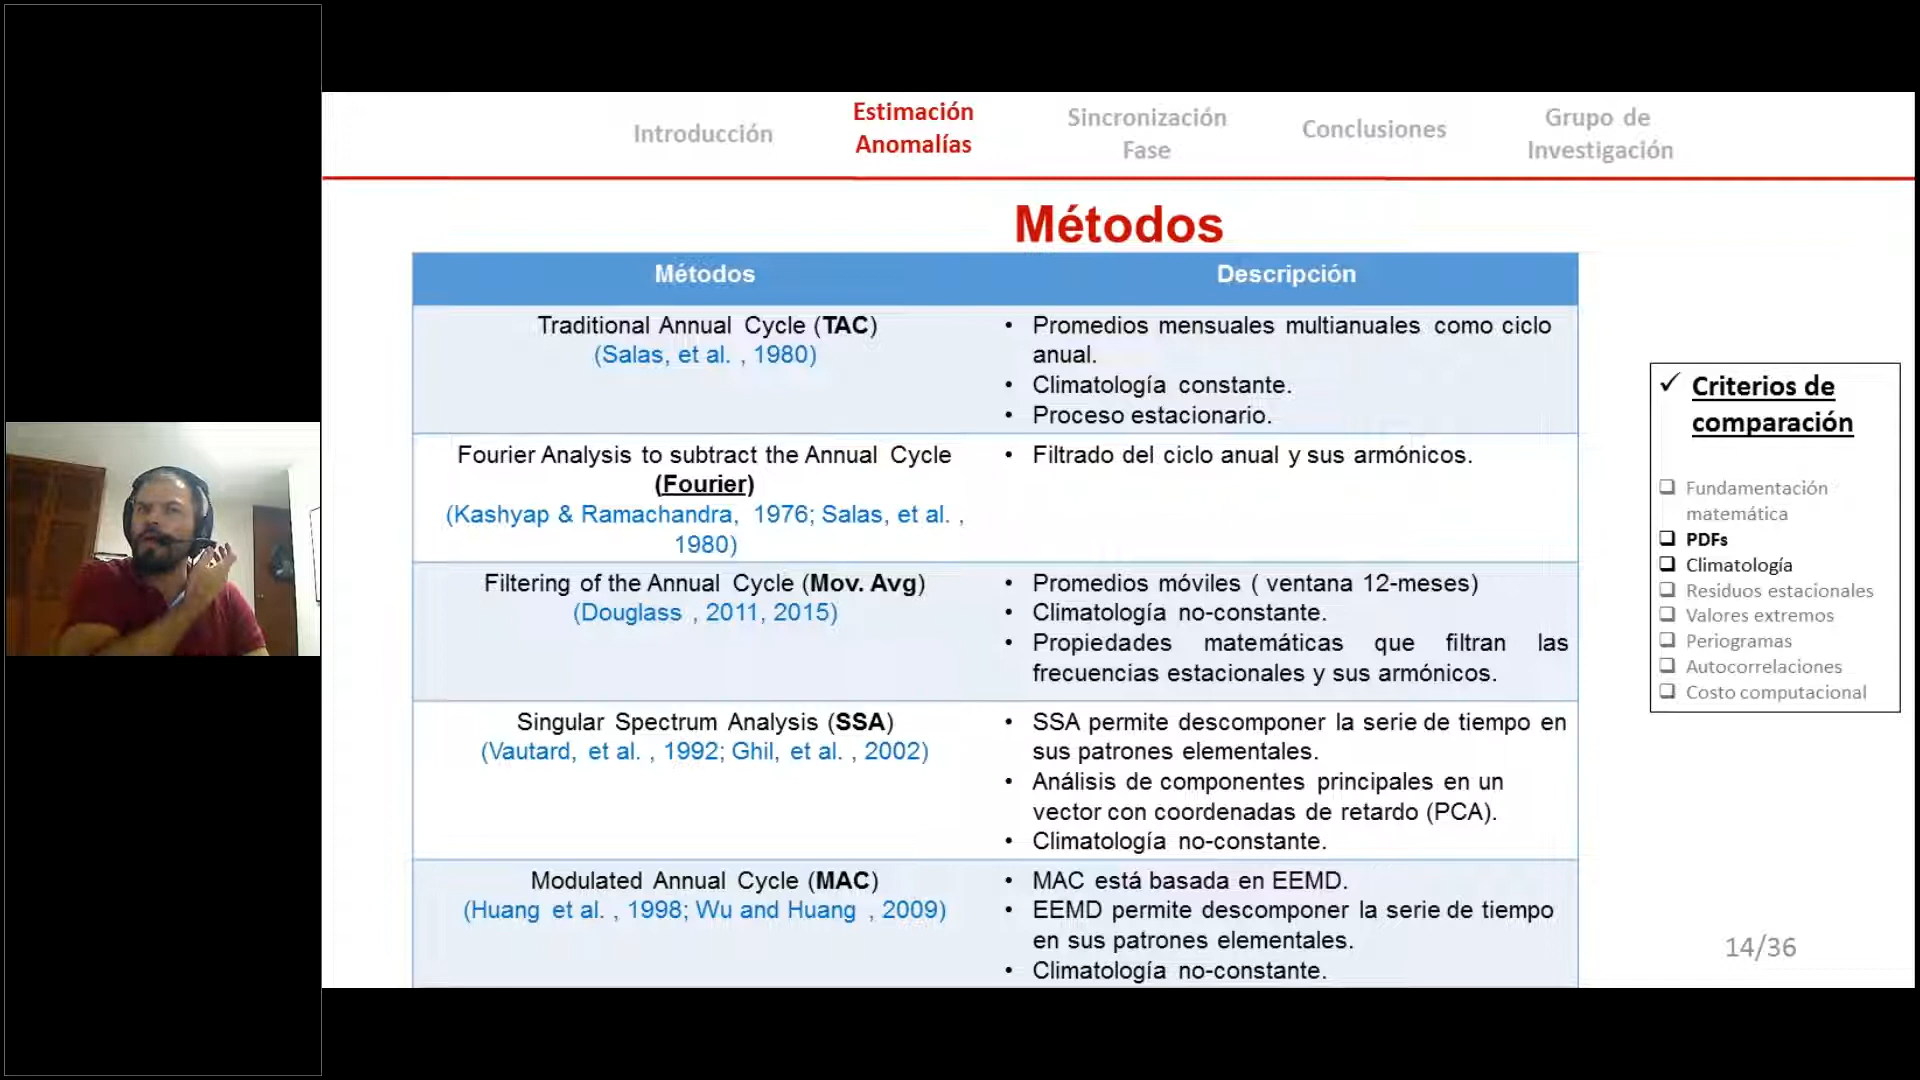 Introducción
Estimación
Anomalías
Sincronización
Fase
Conclusiones
Grupo de
Investigación
Métodos
Métodos
Descripción
Traditional Annual Cycle (TAC)
(Salas, et al. , 1980)
• Promedios mensuales multianuales como ciclo
anual.
• Climatología constante.
• Proceso estacionario.
Fourier Analysis to subtract the Annual Cycle
(Fourier)
(Kashyap & Ramachandra, 1976; Salas, et al. ,
1980)
• Filtrado del ciclo anual y sus armónicos.
Filtering of the Annual Cycle (Mov. Avg)
(Douglass , 2011, 2015)
• Promedios móviles ( ventana 12-meses)
• Climatología no-constante.
• Propiedades matemáticas que filtran las
frecuencias estacionales y sus armónicos.
Singular Spectrum Analysis (SSA)
(Vautard, et al. , 1992; Ghil, et al. , 2002)
• SSA permite descomponer la serie de tiempo en
sus patrones elementales.
• Análisis de componentes principales en un
vector con coordenadas de retardo (PCA).
• Climatología no-constante.
Modulated Annual Cycle (MAC)
(Huang et al. , 1998; Wu and Huang , 2009)
• MAC está basada en EEMD.
• EEMD permite descomponer la serie de tiempo
en sus patrones elementales.
• Climatología no-constante.
✓ Criterios de
comparación
❑ Fundamentación
matemática
❑ PDFs
❑ Climatología
❑ Residuos estacionales
❑ Valores extremos
❑ Periogramas
❑ Autocorrelaciones
❑ Costo computacional
14/36